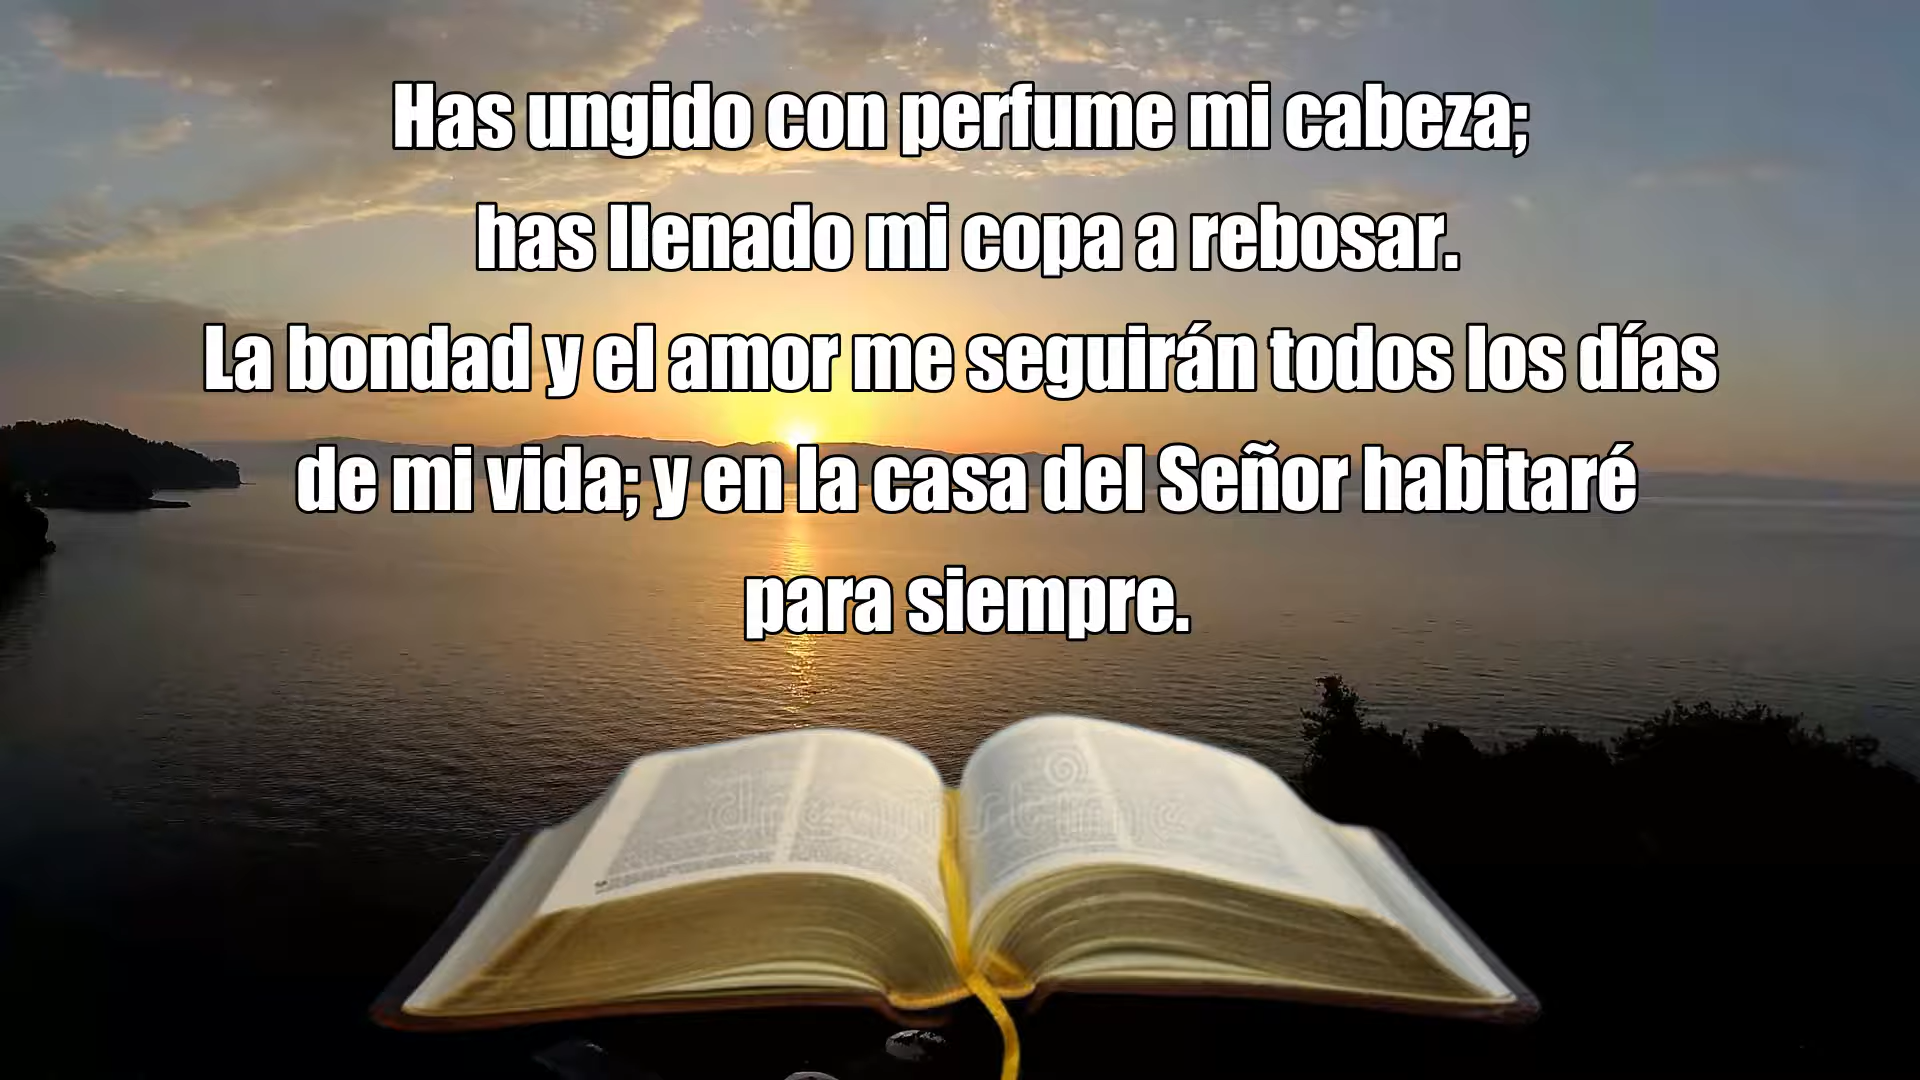 Has ungido con perfume mi cabeza;
has llenado mi copa a rebosar.
La bondad y el amor me seguirán todos los días
de mi vida; y en la casa del Señor habitaré
para siempre.
dreamstime